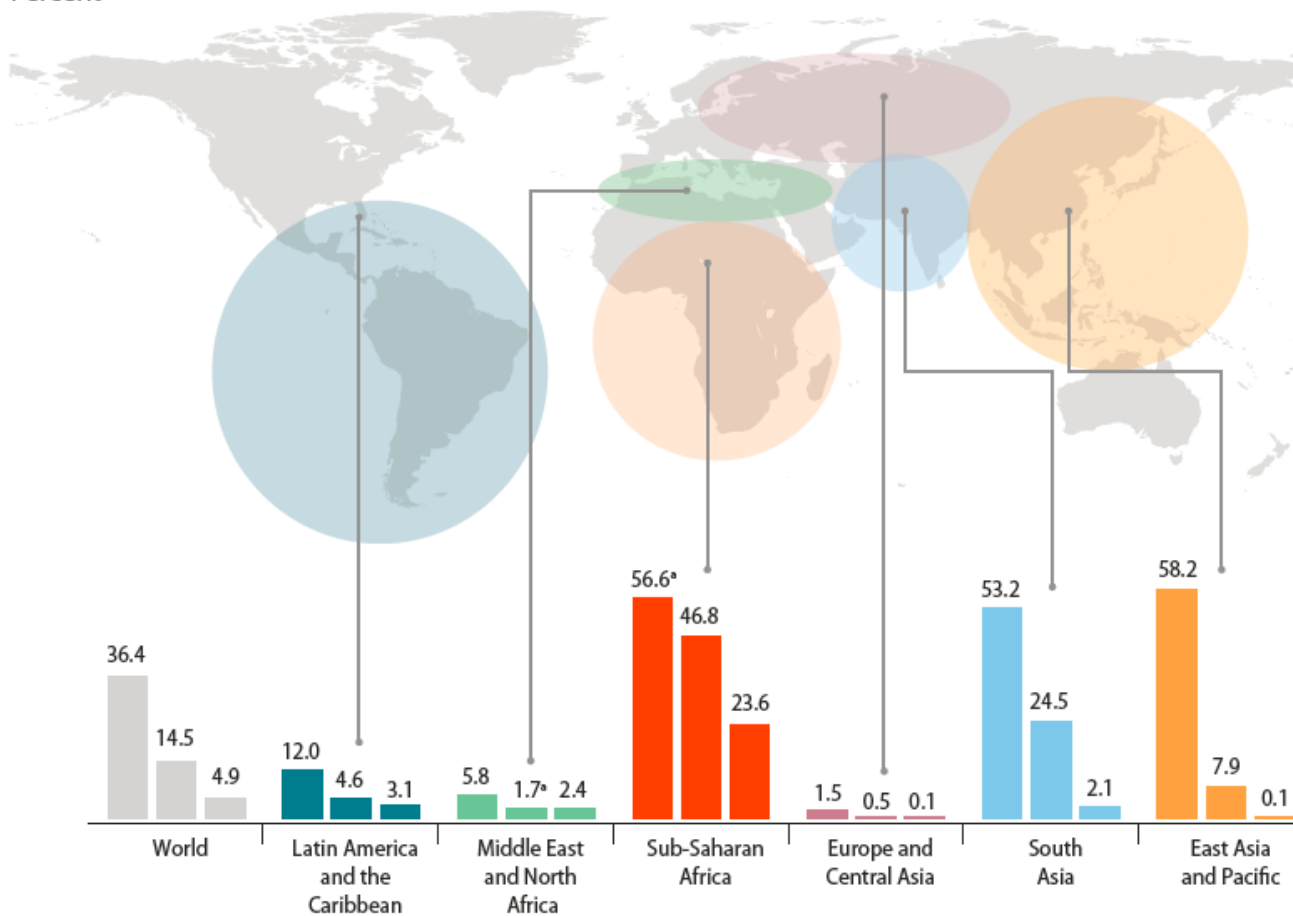 Percent
36.4
14.5
4.9
12.0
4.6
3.1
5.8
1.7ᵃ
2.4
56.6ᵃ
46.8
23.6
1.5
0.5
0.1
53.2
24.5
2.1
58.2
7.9
0.1
World
Latin America
and the
Caribbean
Middle East
and North
Africa
Sub-Saharan
Africa
Europe and
Central Asia
South
Asia
East Asia
and Pacific